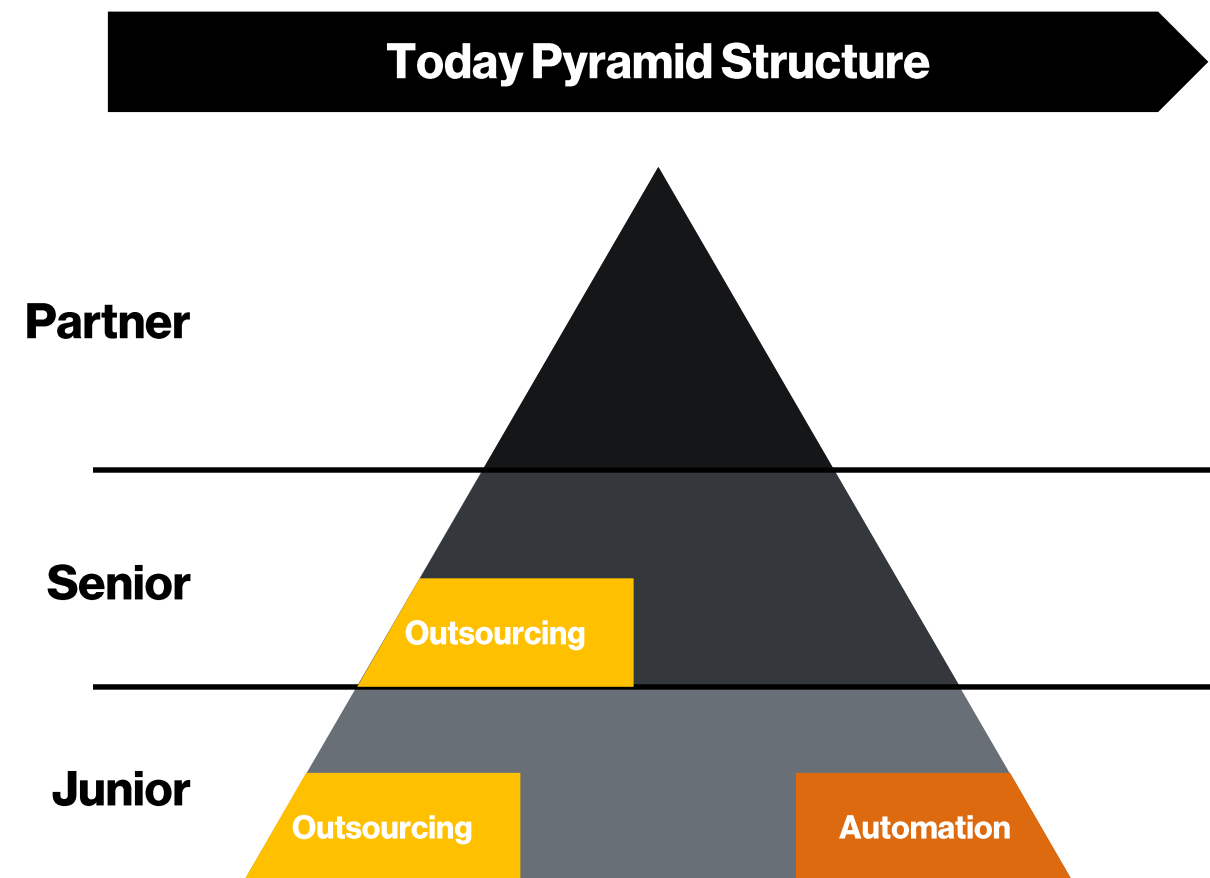 Today Pyramid Structure
Partner
Senior
Outsourcing
Junior
Outsourcing
Automation